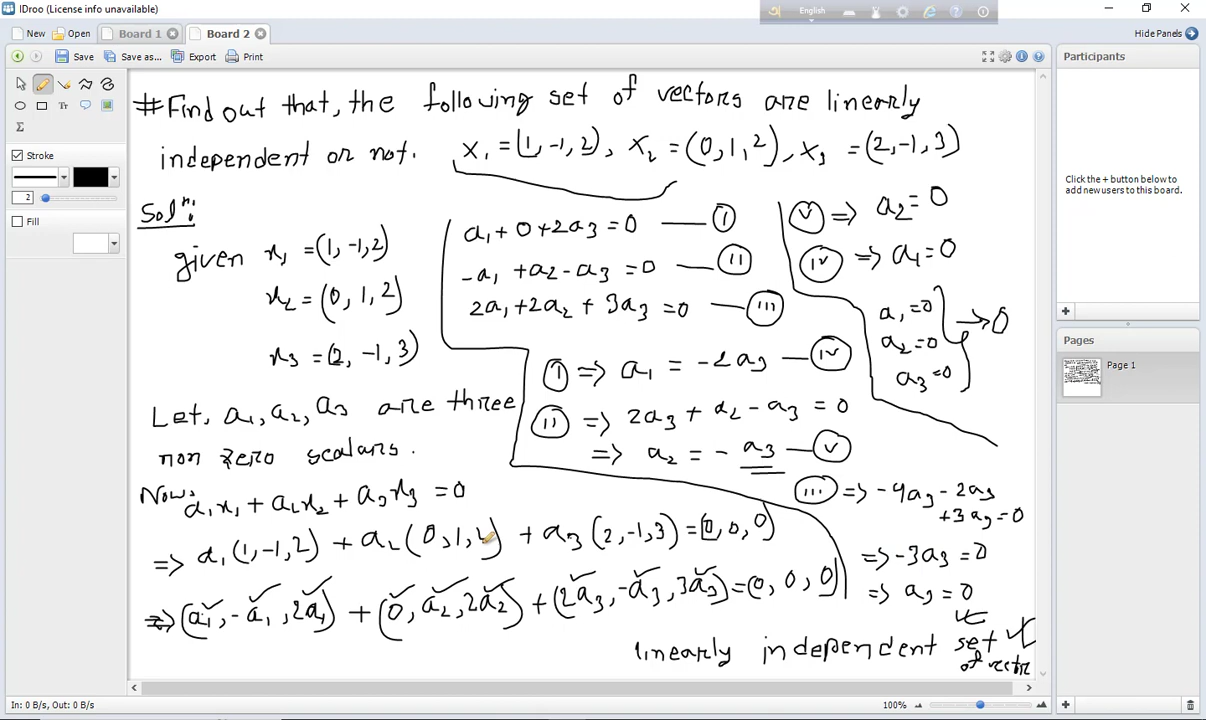 IDroo (License info unavailable)
English
New Open Board 1 Board 2 Hide Panels
Save Save as... Export Print
Participants
Click the + button below to
add new users to this board.
Pages
Page 1
Stroke
2
Fill
#Find out that, the following set of vectors are linearly
independent or not. x₁ = (1, -1, 2), x₂ = (0, 1, 2), x₃ = (2, -1, 3)
Solⁿ:
given x₁ = (1, -1, 2)
x₂ = (0, 1, 2)
x₃ = (2, -1, 3)
Let, a₁, a₂, a₃ are three
non zero scalars.
Now, a₁x₁ + a₂x₂ + a₃x₃ = 0
=> a₁(1, -1, 2) + a₂(0, 1, 2) + a₃(2, -1, 3) = (0, 0, 0)
=> (a₁, -a₁, 2a₁) + (0, a₂, 2a₂) + (2a₃, -a₃, 3a₃) = (0, 0, 0)
a₁ + 0 + 2a₃ = 0 — I
-a₁ + a₂ - a₃ = 0 — II
2a₁ + 2a₂ + 3a₃ = 0 — III
I => a₁ = -2a₃ — IV
II => 2a₃ + a₂ - a₃ = 0
=> a₂ = - a₃ — V
III => -4a₃ - 2a₃
+ 3a₃ = 0
=> -3a₃ = 0
=> a₃ = 0
V => a₂ = 0
IV => a₁ = 0
a₁ = 0
a₂ = 0
a₃ = 0
→ 0
linearly independent set
of vector
In: 0 B/s, Out: 0 B/s
100%